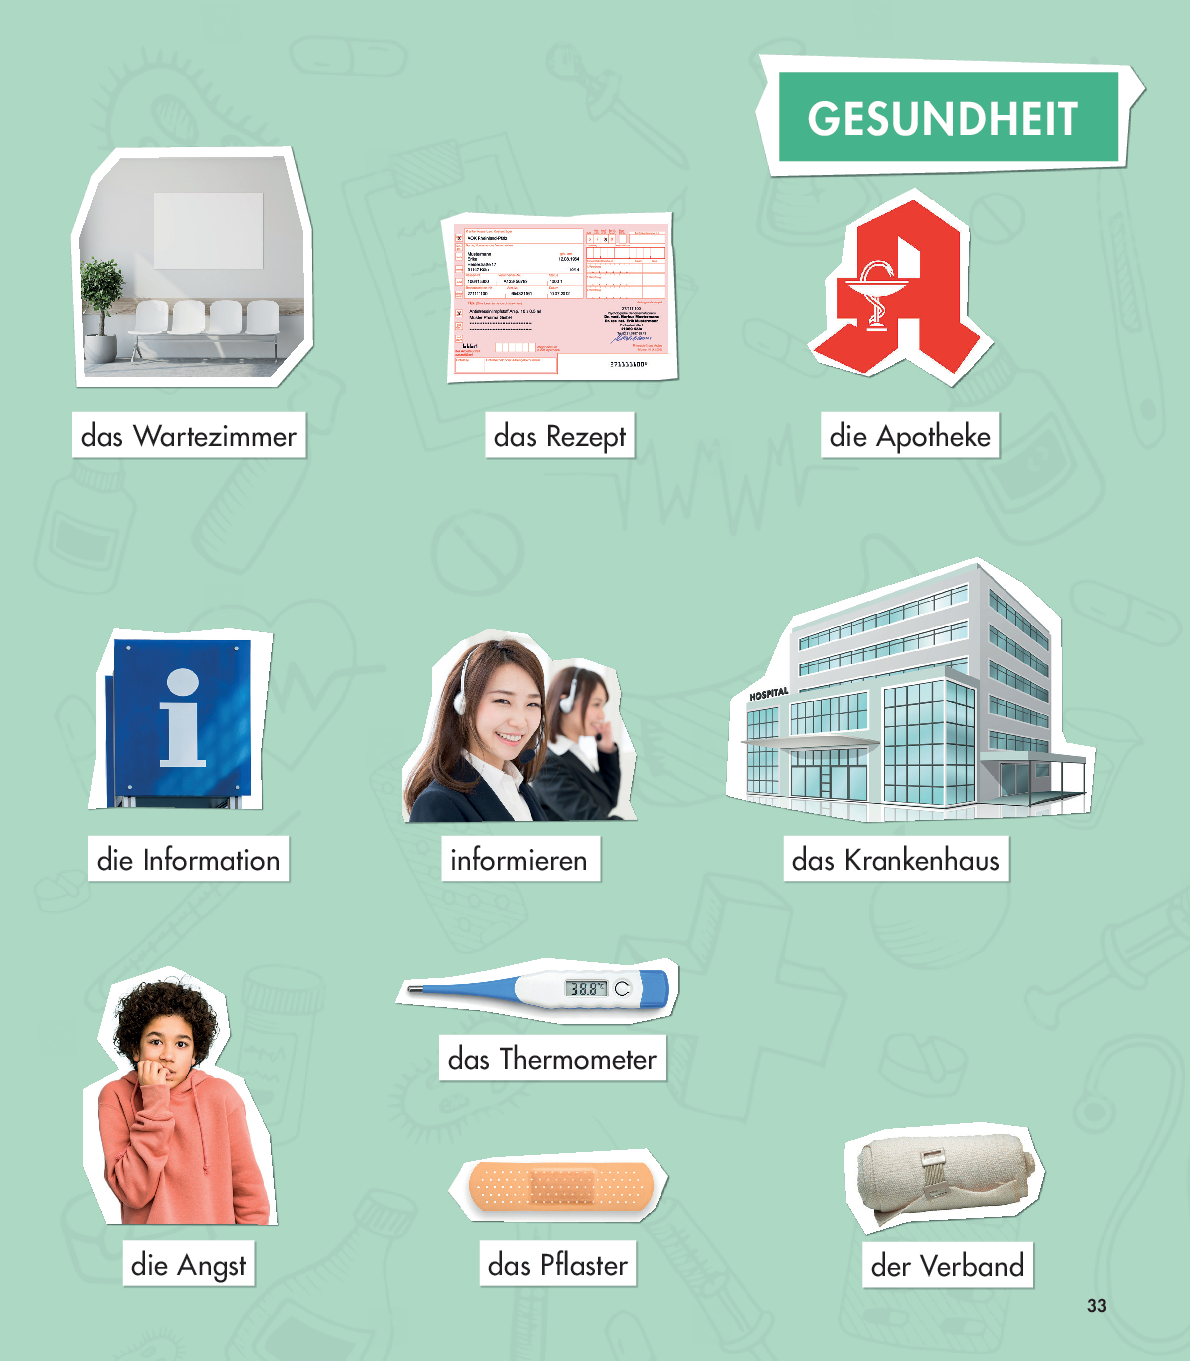 GESUNDHEIT
das Wartezimmer
das Rezept
die Apotheke
HOSPITAL
die Information
informieren
das Krankenhaus
38.8°C
das Thermometer
die Angst
das Pflaster
der Verband
33